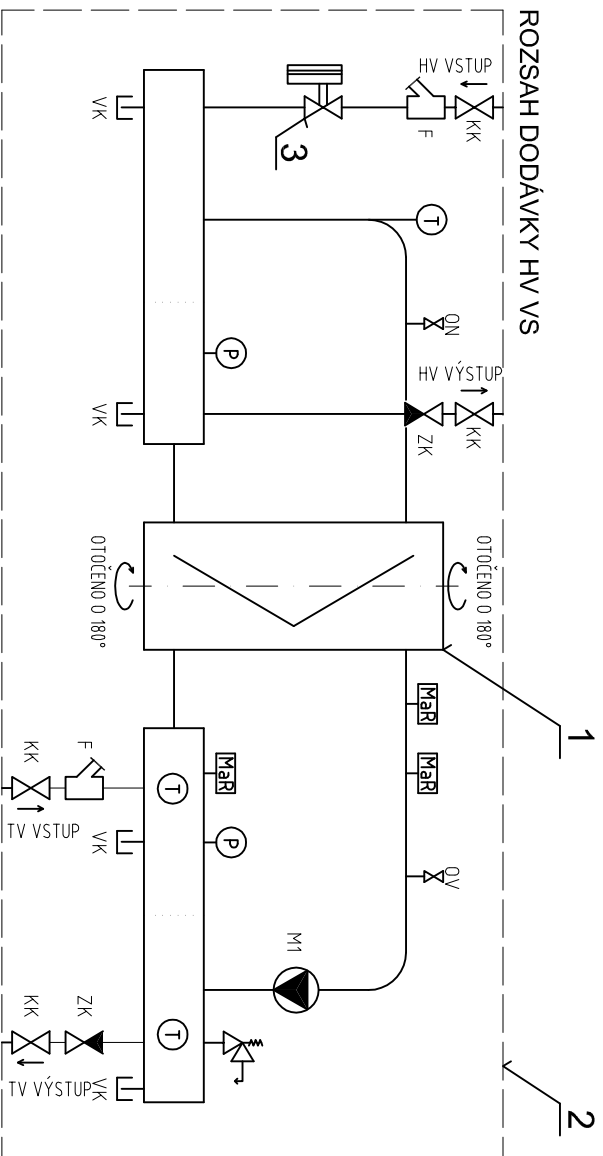 1
2
ROZSAH DODÁVKY HV VS
HV VSTUP
KK
HV VÝSTUP
KK
OTOČENO O 180°
ON
OV
F
T
ZK
MaR
MaR
3
M1
P
MaR
P
T
T
VK
VK
OTOČENO O 180°
VK
VK
F
ZK
TV VSTUP
KK
TV VÝSTUP
KK